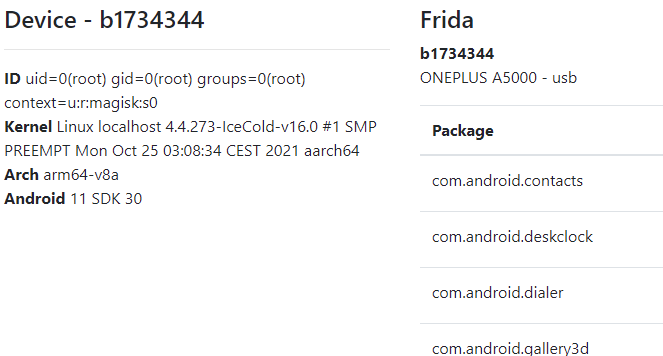 Device - b1734344
ID uid=0(root) gid=0(root) groups=0(root)
context=u:r:magisk:s0
Kernel Linux localhost 4.4.273-IceCold-v16.0 #1 SMP
PREEMPT Mon Oct 25 03:08:34 CEST 2021 aarch64
Arch arm64-v8a
Android 11 SDK 30
Frida
b1734344
ONEPLUS A5000 - usb
Package
com.android.contacts
com.android.deskclock
com.android.dialer
com.android.gallery3d